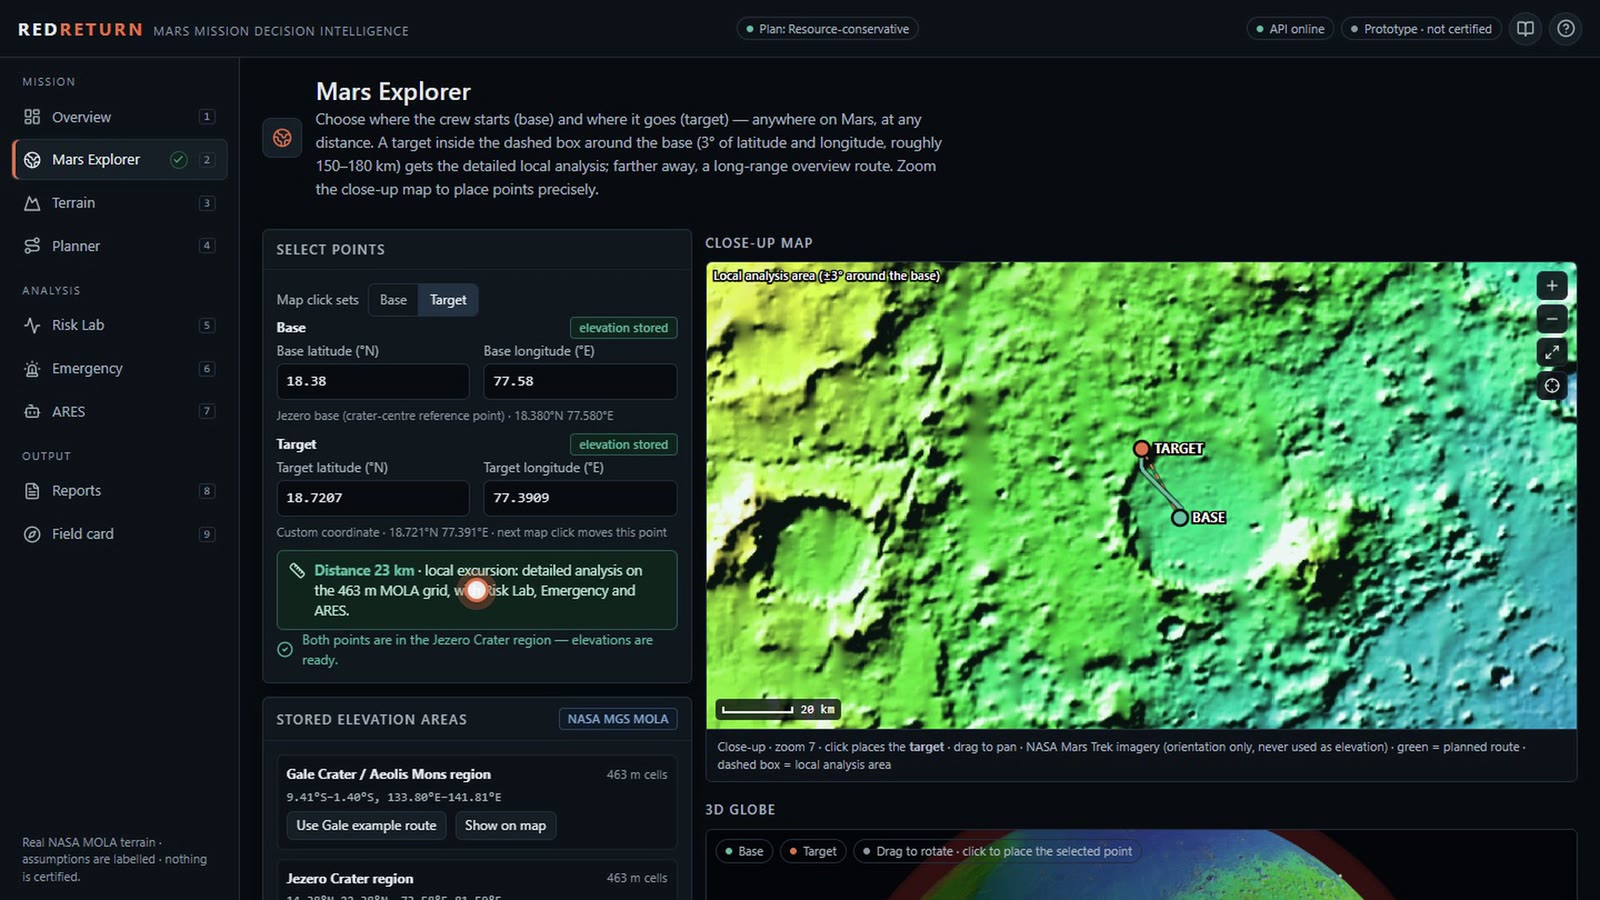 REDRETURN MARS MISSION DECISION INTELLIGENCE
Plan: Resource-conservative
API online
Prototype · not certified
MISSION
Overview 1
Mars Explorer 2
Terrain 3
Planner 4
ANALYSIS
Risk Lab 5
Emergency 6
ARES 7
OUTPUT
Reports 8
Field card 9
Real NASA MOLA terrain ·
assumptions are labelled · nothing
is certified.
Mars Explorer
Choose where the crew starts (base) and where it goes (target) — anywhere on Mars, at any
distance. A target inside the dashed box around the base (3° of latitude and longitude, roughly
150–180 km) gets the detailed local analysis; farther away, a long-range overview route. Zoom
the close-up map to place points precisely.
SELECT POINTS
Map click sets Base Target
Base elevation stored
Base latitude (°N) Base longitude (°E)
18.38 77.58
Jezero base (crater-centre reference point) · 18.380°N 77.580°E
Target elevation stored
Target latitude (°N) Target longitude (°E)
18.7207 77.3909
Custom coordinate · 18.721°N 77.391°E · next map click moves this point
Distance 23 km · local excursion: detailed analysis on
the 463 m MOLA grid, Risk Lab, Emergency and
ARES.
Both points are in the Jezero Crater region — elevations are
ready.
STORED ELEVATION AREAS NASA MGS MOLA
Gale Crater / Aeolis Mons region 463 m cells
9.41°S–1.40°S, 133.80°E–141.81°E
Use Gale example route Show on map
Jezero Crater region 463 m cells
CLOSE-UP MAP
Local analysis area (±3° around the base)
TARGET
BASE
20 km
Close-up · zoom 7 · click places the target · drag to pan · NASA Mars Trek imagery (orientation only, never used as elevation) · green = planned route ·
dashed box = local analysis area
3D GLOBE
Base
Target
Drag to rotate · click to place the selected point